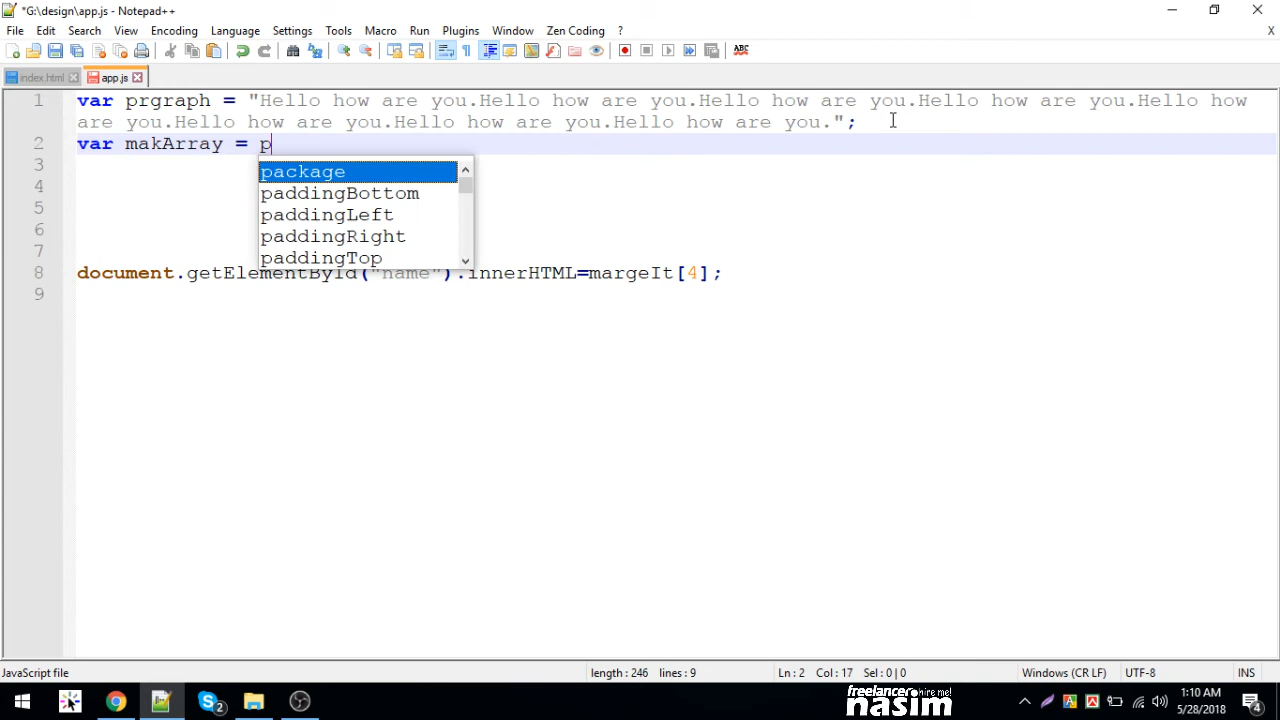 *G:\design\app.js - Notepad++
File Edit Search View Encoding Language Settings Tools Macro Run Plugins Window Zen Coding ? X
ABC
index.html app.js
1 var prgraph = "Hello how are you.Hello how are you.Hello how are you.Hello how are you.Hello how
are you.Hello how are you.Hello how are you.Hello how are you.";
2 var makArray = p
3 package
4 paddingBottom
5 paddingLeft
6 paddingRight
7 paddingTop
8 document.getElementById("name").innerHTML=margeIt[4];
9
JavaScript file length : 246 lines : 9 Ln : 2 Col : 17 Sel : 0 | 0 Windows (CR LF) UTF-8 INS
2 freelancer hire me! nasim 1:10 AM 5/28/2018 4